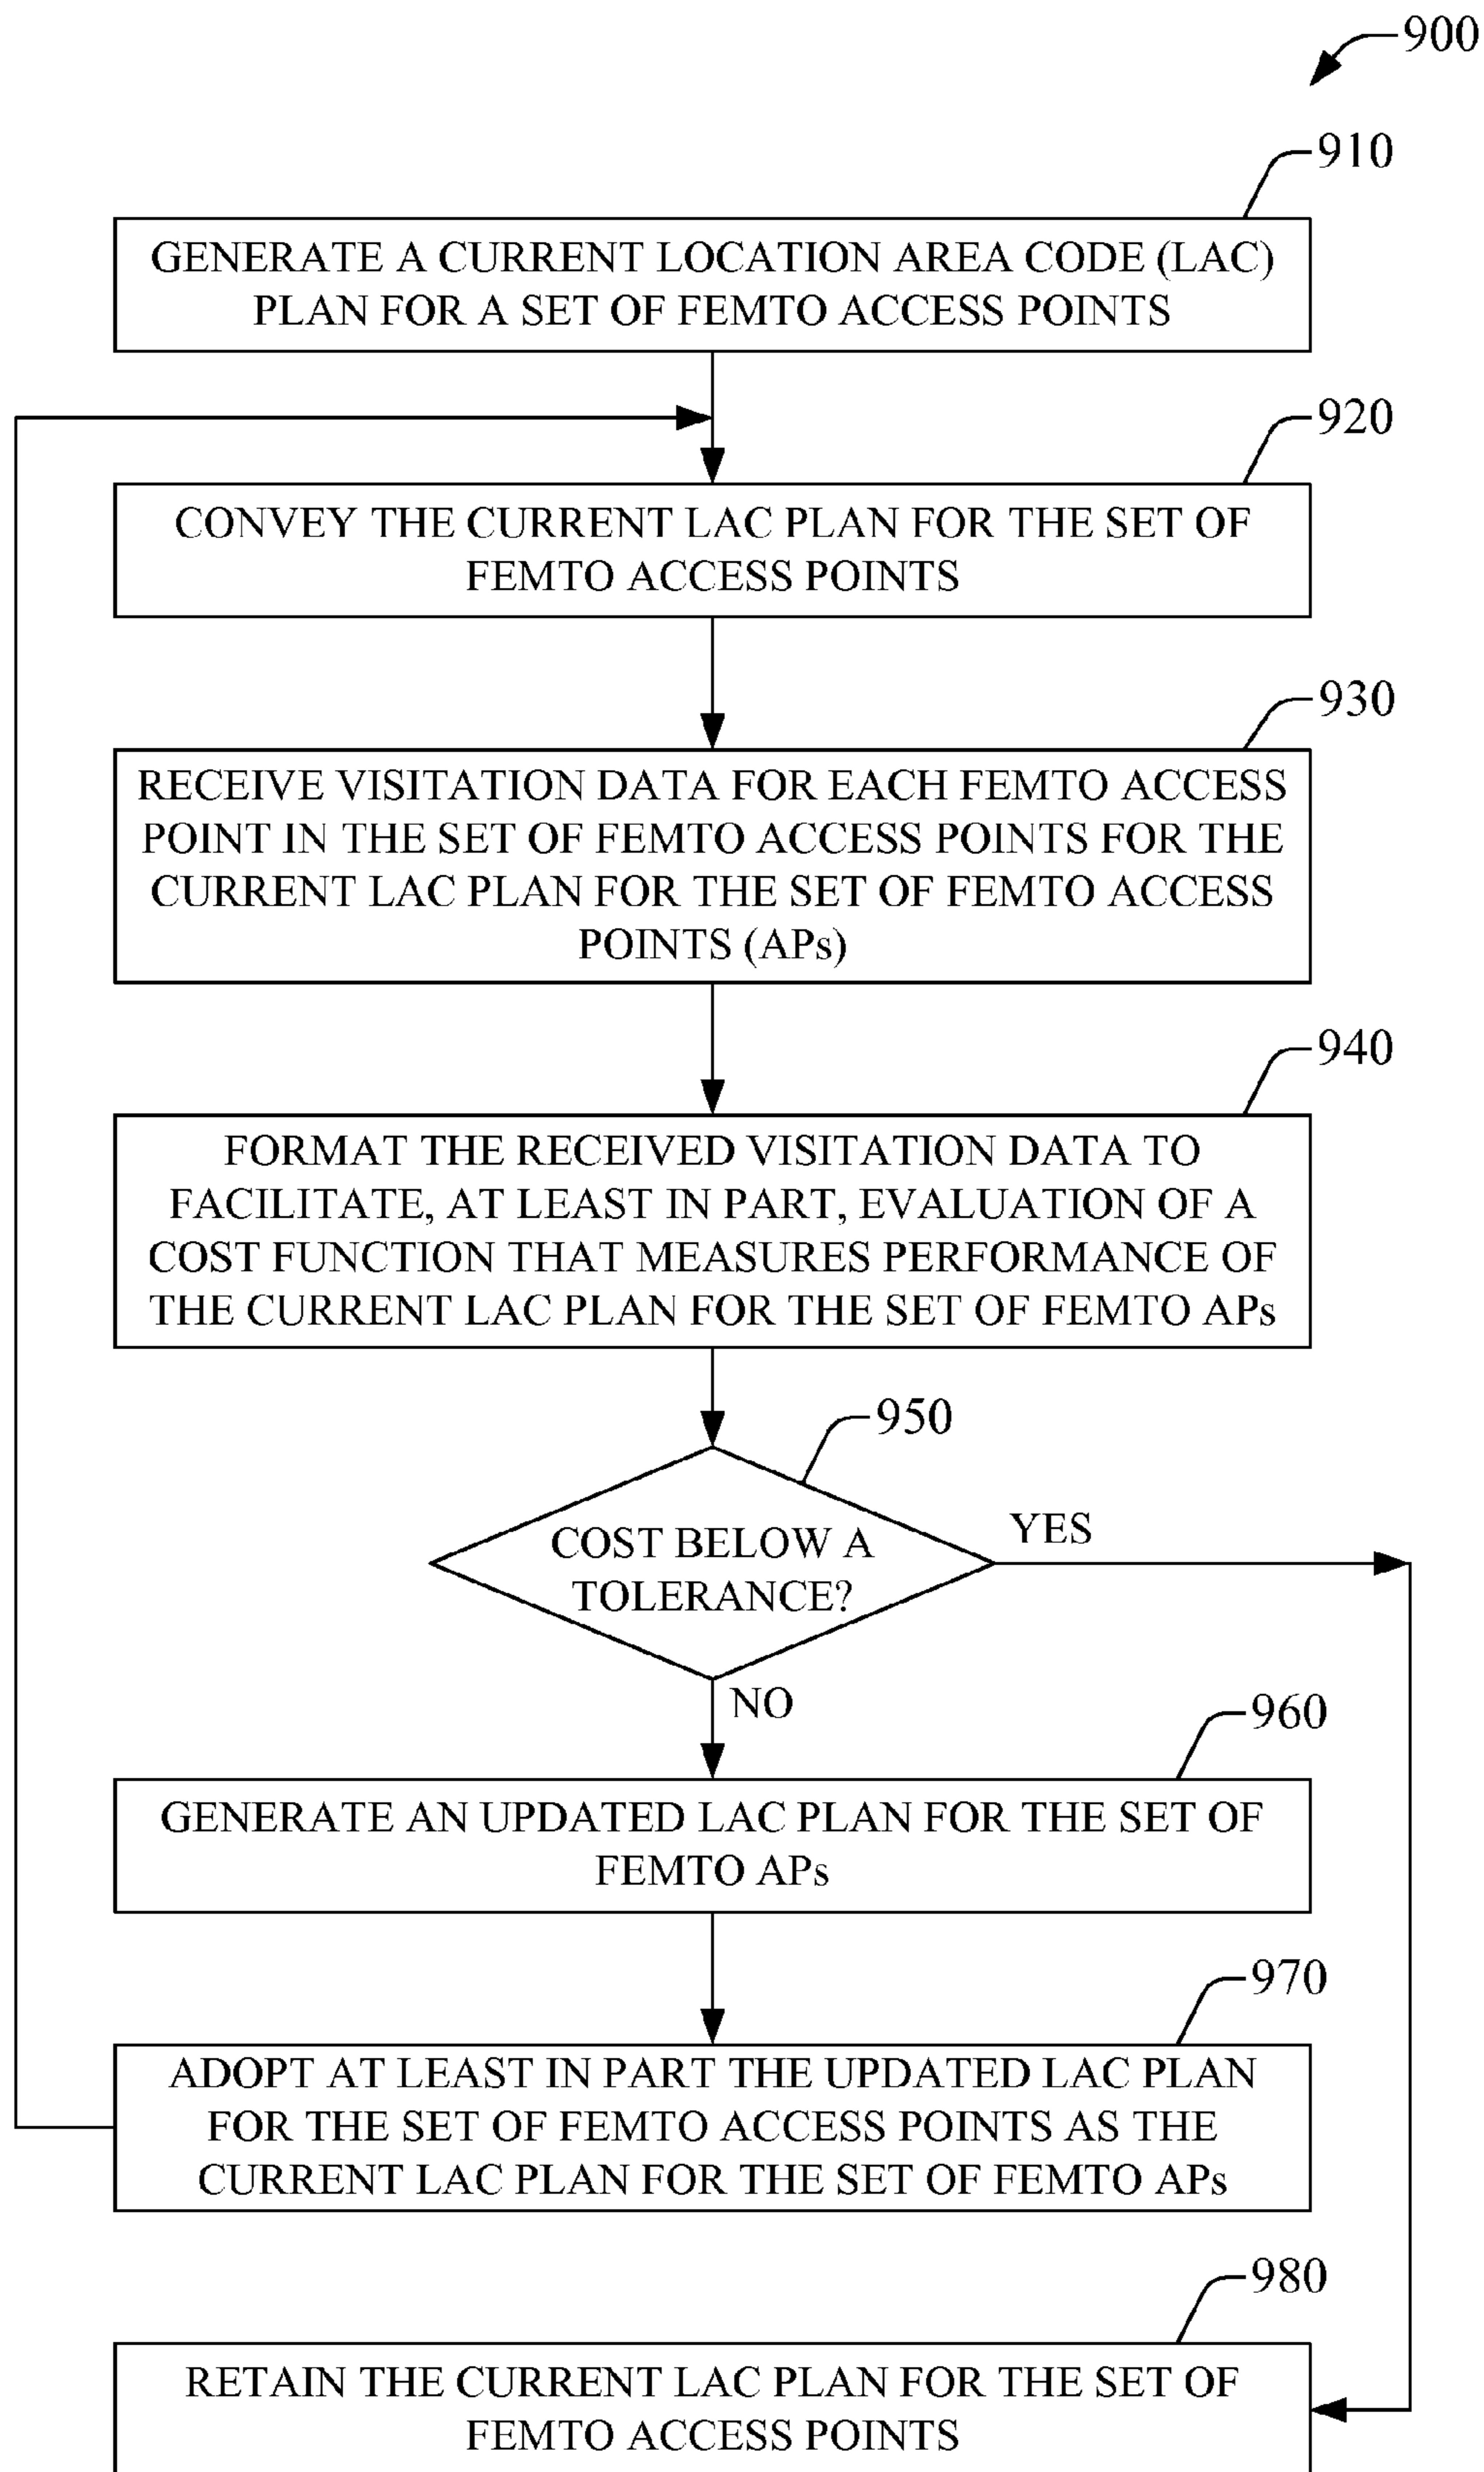 900
910
GENERATE A CURRENT LOCATION AREA CODE (LAC)
PLAN FOR A SET OF FEMTO ACCESS POINTS
920
CONVEY THE CURRENT LAC PLAN FOR THE SET OF
FEMTO ACCESS POINTS
930
RECEIVE VISITATION DATA FOR EACH FEMTO ACCESS
POINT IN THE SET OF FEMTO ACCESS POINTS FOR THE
CURRENT LAC PLAN FOR THE SET OF FEMTO ACCESS
POINTS (APs)
940
FORMAT THE RECEIVED VISITATION DATA TO
FACILITATE, AT LEAST IN PART, EVALUATION OF A
COST FUNCTION THAT MEASURES PERFORMANCE OF
THE CURRENT LAC PLAN FOR THE SET OF FEMTO APs
950
COST BELOW A
TOLERANCE?
YES
NO
960
GENERATE AN UPDATED LAC PLAN FOR THE SET OF
FEMTO APs
970
ADOPT AT LEAST IN PART THE UPDATED LAC PLAN
FOR THE SET OF FEMTO ACCESS POINTS AS THE
CURRENT LAC PLAN FOR THE SET OF FEMTO APs
980
RETAIN THE CURRENT LAC PLAN FOR THE SET OF
FEMTO ACCESS POINTS